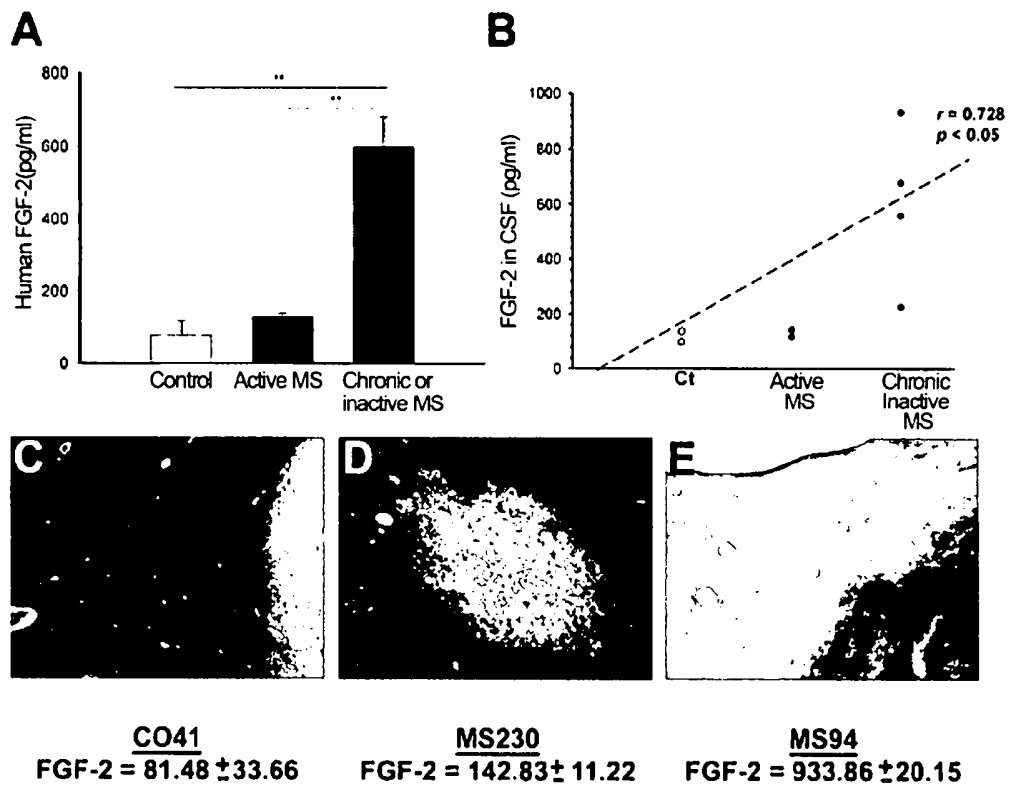 A
B
800
600
400
200
0
Human FGF-2(pg/ml)
**
**
Control
Active MS
Chronic or
inactive MS
1000
800
600
400
200
0
FGF-2 in CSF (pg/ml)
r = 0.728
p < 0.05
Ct
Active
MS
Chronic
Inactive
MS
C
D
E
CO41
FGF-2 = 81.48 ± 33.66
MS230
FGF-2 = 142.83 ± 11.22
MS94
FGF-2 = 933.86 ± 20.15